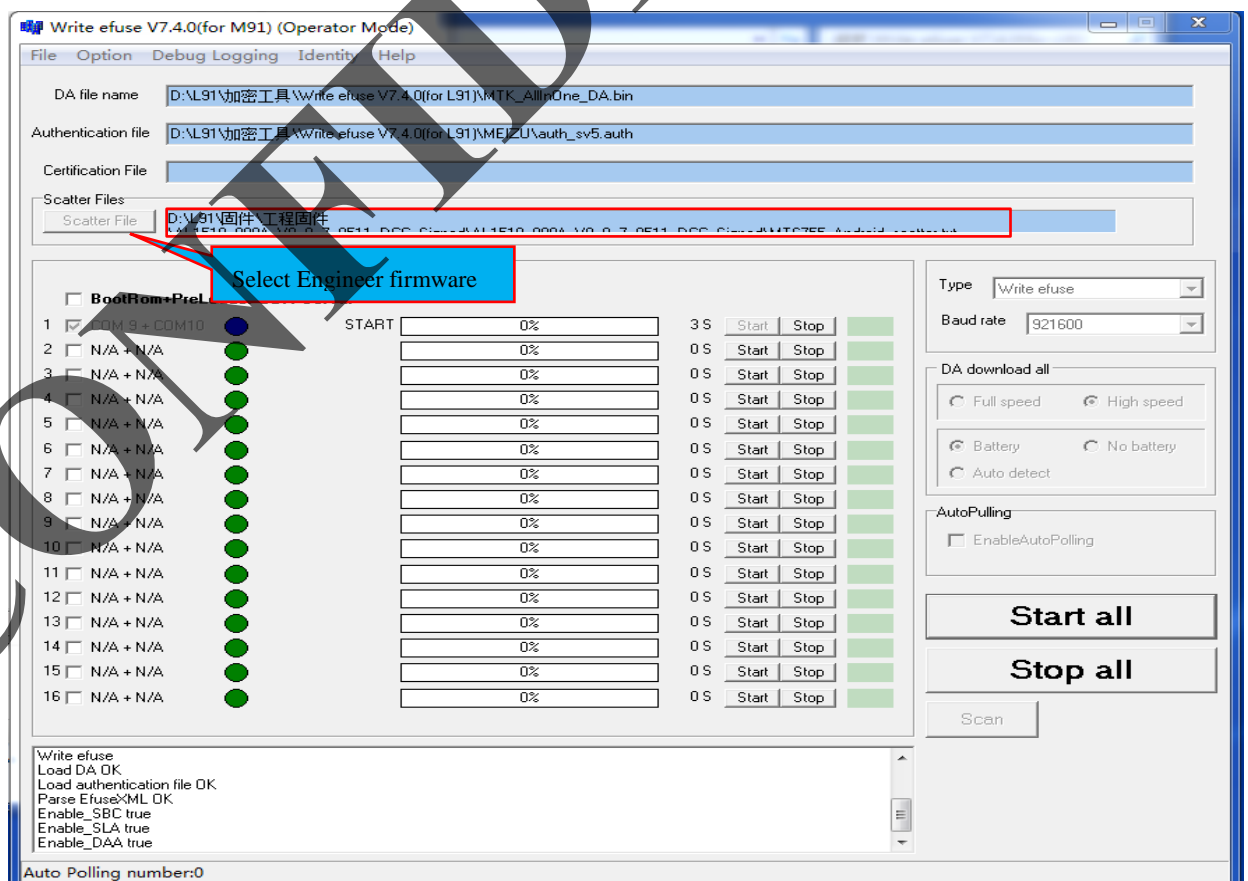 Write efuse V7.4.0(for M91) (Operator Mode)
File Option Debug Logging Identity Help
DA file name D:\L91\加密工具\Write efuse V7.4.0(for L91)\MTK_AllInOne_DA.bin
Authentication file D:\L91\加密工具\Write efuse V7.4.0(for L91)\MEIZU\auth_sv5.auth
Certification File
Scatter Files
Scatter File D:\L91\固件\工程固件
Select Engineer firmware
BootRom+
1 COM 9 + COM10 START 0% 3 S Start Stop
2 N/A + N/A 0% 0 S Start Stop
3 N/A + N/A 0% 0 S Start Stop
4 N/A + N/A 0% 0 S Start Stop
5 N/A + N/A 0% 0 S Start Stop
6 N/A + N/A 0% 0 S Start Stop
7 N/A + N/A 0% 0 S Start Stop
8 N/A + N/A 0% 0 S Start Stop
9 N/A + N/A 0% 0 S Start Stop
10 N/A + N/A 0% 0 S Start Stop
11 N/A + N/A 0% 0 S Start Stop
12 N/A + N/A 0% 0 S Start Stop
13 N/A + N/A 0% 0 S Start Stop
14 N/A + N/A 0% 0 S Start Stop
15 N/A + N/A 0% 0 S Start Stop
16 N/A + N/A 0% 0 S Start Stop
Type Write efuse
Baud rate 921600
DA download all
Full speed High speed
Battery No battery
Auto detect
AutoPulling
EnableAutoPolling
Start all
Stop all
Scan
Write efuse
Load DA OK
Load authentication file OK
Parse EfuseXML OK
Enable_SBC true
Enable_SLA true
Enable_DAA true
Auto Polling number:0
CONFID